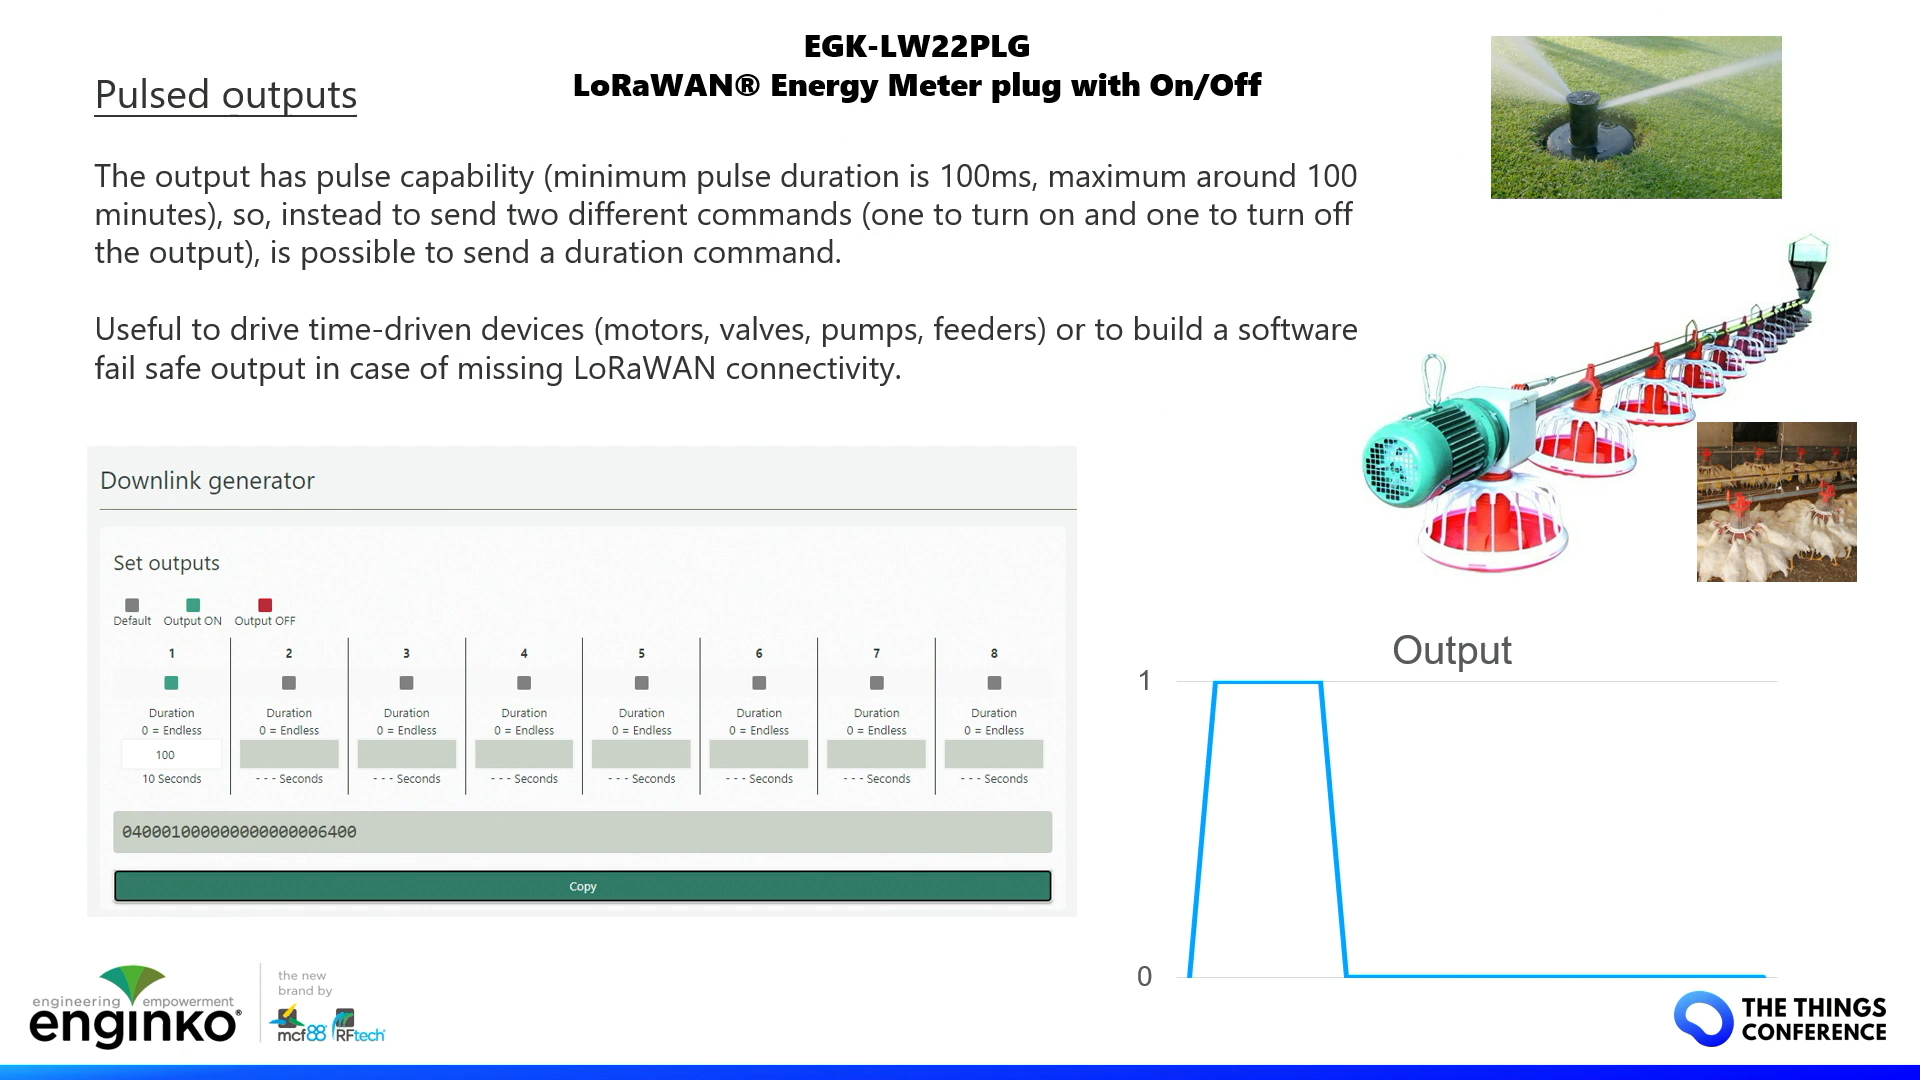 EGK-LW22PLG
LoRaWAN® Energy Meter plug with On/Off
Pulsed outputs
The output has pulse capability (minimum pulse duration is 100ms, maximum around 100
minutes), so, instead to send two different commands (one to turn on and one to turn off
the output), is possible to send a duration command.
Useful to drive time-driven devices (motors, valves, pumps, feeders) or to build a software
fail safe output in case of missing LoRaWAN connectivity.
Downlink generator
Set outputs
Default Output ON Output OFF
1 2 3 4 5 6 7 8
Duration Duration Duration Duration Duration Duration Duration Duration
0 = Endless 0 = Endless 0 = Endless 0 = Endless 0 = Endless 0 = Endless 0 = Endless 0 = Endless
100
10 Seconds - - - Seconds - - - Seconds - - - Seconds - - - Seconds - - - Seconds - - - Seconds - - - Seconds
040001000000000000006400
Copy
Output
1
0
engineering empowerment
enginko®
the new
brand by
mcf88 RFtech
THE THINGS
CONFERENCE